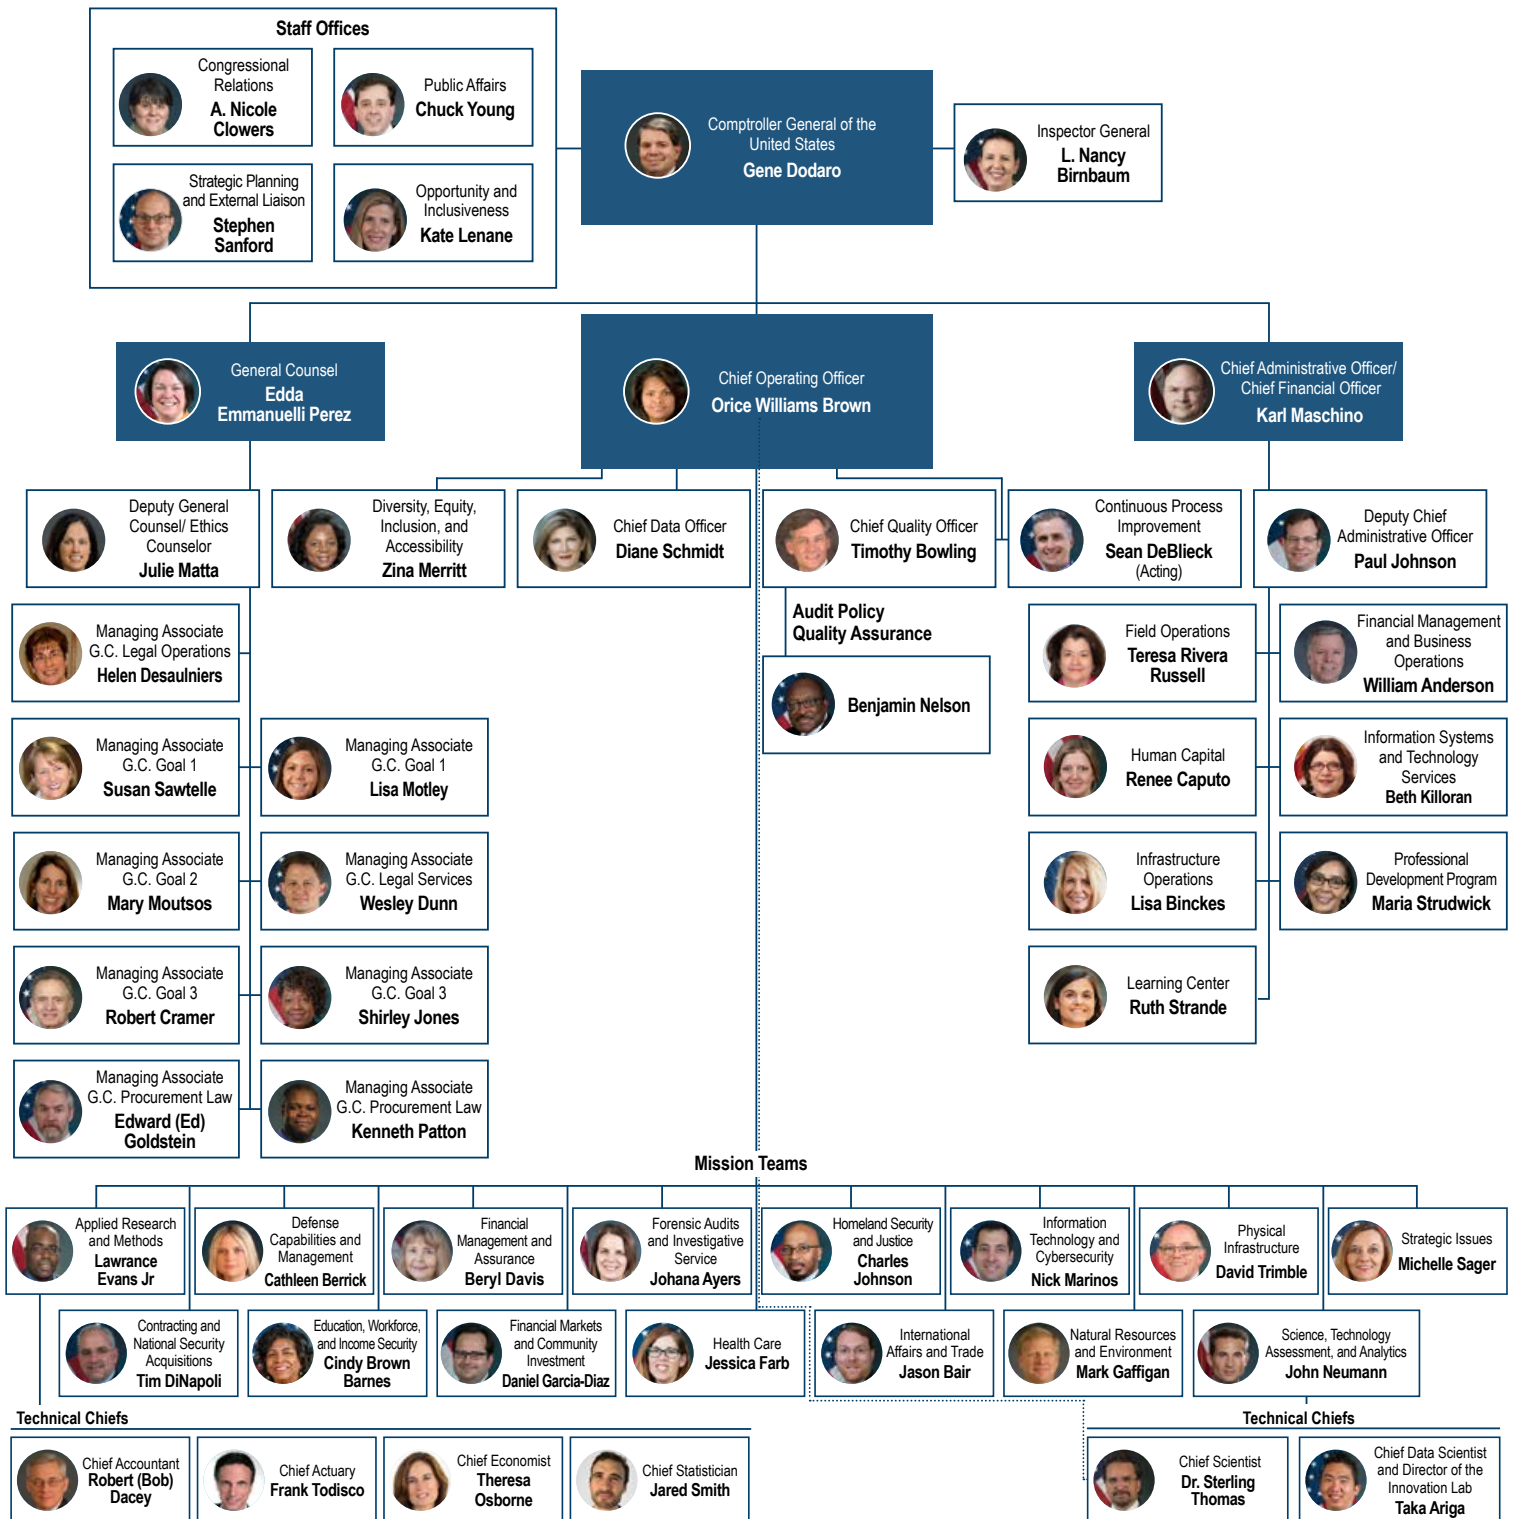 Staff Offices
Congressional
Relations
A. Nicole
Clowers
Public Affairs
Chuck Young
Strategic Planning
and External Liaison
Stephen
Sanford
Opportunity and
Inclusiveness
Kate Lenane
Comptroller General of the
United States
Gene Dodaro
Inspector General
L. Nancy
Birnbaum
General Counsel
Edda
Emmanuelli Perez
Chief Operating Officer
Orice Williams Brown
Chief Administrative Officer/
Chief Financial Officer
Karl Maschino
Deputy General
Counsel/ Ethics
Counselor
Julie Matta
Diversity, Equity,
Inclusion, and
Accessibility
Zina Merritt
Chief Data Officer
Diane Schmidt
Chief Quality Officer
Timothy Bowling
Continuous Process
Improvement
Sean DeBlieck
(Acting)
Deputy Chief
Administrative Officer
Paul Johnson
Managing Associate
G.C. Legal Operations
Helen Desaulniers
Audit Policy
Quality Assurance
Benjamin Nelson
Field Operations
Teresa Rivera
Russell
Financial Management
and Business
Operations
William Anderson
Managing Associate
G.C. Goal 1
Susan Sawtelle
Managing Associate
G.C. Goal 1
Lisa Motley
Human Capital
Renee Caputo
Information Systems
and Technology
Services
Beth Killoran
Managing Associate
G.C. Goal 2
Mary Moutsos
Managing Associate
G.C. Legal Services
Wesley Dunn
Infrastructure
Operations
Lisa Binckes
Professional
Development Program
Maria Strudwick
Managing Associate
G.C. Goal 3
Robert Cramer
Managing Associate
G.C. Goal 3
Shirley Jones
Learning Center
Ruth Strande
Managing Associate
G.C. Procurement Law
Edward (Ed)
Goldstein
Managing Associate
G.C. Procurement Law
Kenneth Patton
Mission Teams
Applied Research
and Methods
Lawrance
Evans Jr
Defense
Capabilities and
Management
Cathleen Berrick
Financial
Management and
Assurance
Beryl Davis
Forensic Audits
and Investigative
Service
Johana Ayers
Homeland Security
and Justice
Charles
Johnson
Information
Technology and
Cybersecurity
Nick Marinos
Physical
Infrastructure
David Trimble
Strategic Issues
Michelle Sager
Contracting and
National Security
Acquisitions
Tim DiNapoli
Education, Workforce,
and Income Security
Cindy Brown
Barnes
Financial Markets
and Community
Investment
Daniel Garcia-Diaz
Health Care
Jessica Farb
International
Affairs and Trade
Jason Bair
Natural Resources
and Environment
Mark Gaffigan
Science, Technology
Assessment, and Analytics
John Neumann
Technical Chiefs
Chief Accountant
Robert (Bob)
Dacey
Chief Actuary
Frank Todisco
Chief Economist
Theresa
Osborne
Chief Statistician
Jared Smith
Technical Chiefs
Chief Scientist
Dr. Sterling
Thomas
Chief Data Scientist
and Director of the
Innovation Lab
Taka Ariga